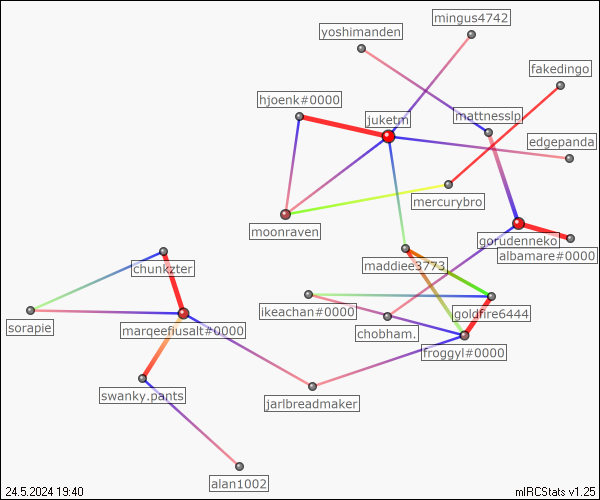 mingus4742
yoshimanden
fakedingo
hjoenk#0000
juketm
mattnesslp
edgepanda
mercurybro
moonraven
gorudenneko
albamare#0000
chunkzter
maddiee3773
ikeachan#0000
goldfire6444
sorapie
marqeefiusalt#0000
chobham.
froggyl#0000
swanky.pants
jarlbreadmaker
alan1002
24.5.2024 19:40
mIRCStats v1.25